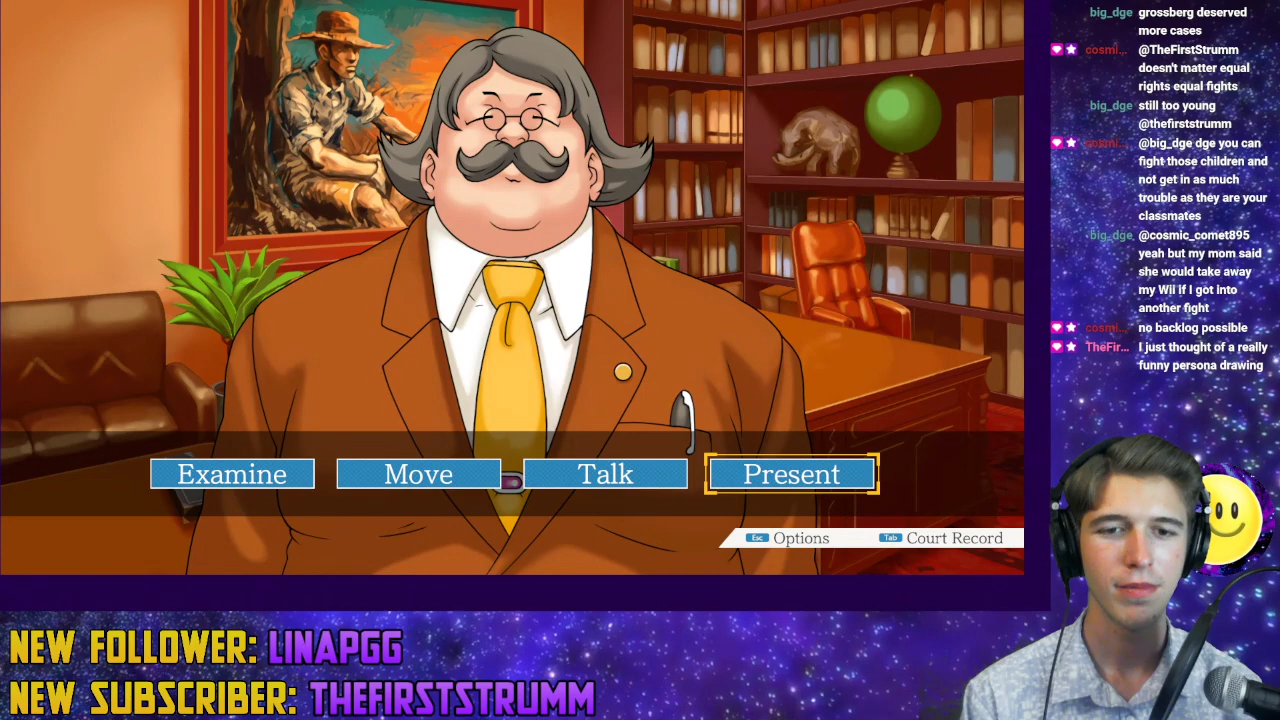 big_dge grossberg deserved
more cases
cosmi... @TheFirstStrumm
doesn't matter equal
rights equal fights
big_dge still too young
@thefirststrumm
cosmi... @big_dge dge you can
fight those children and
not get in as much
trouble as they are your
classmates
big_dge @cosmic_comet895
yeah but my mom said
she would take away
my Wii if I got into
another fight
cosmi... no backlog possible
TheFir... I just thought of a really
funny persona drawing
Examine Move Talk Present
Esc Options Tab Court Record
NEW FOLLOWER: LINAPGG
NEW SUBSCRIBER: THEFIRSTSTRUMM